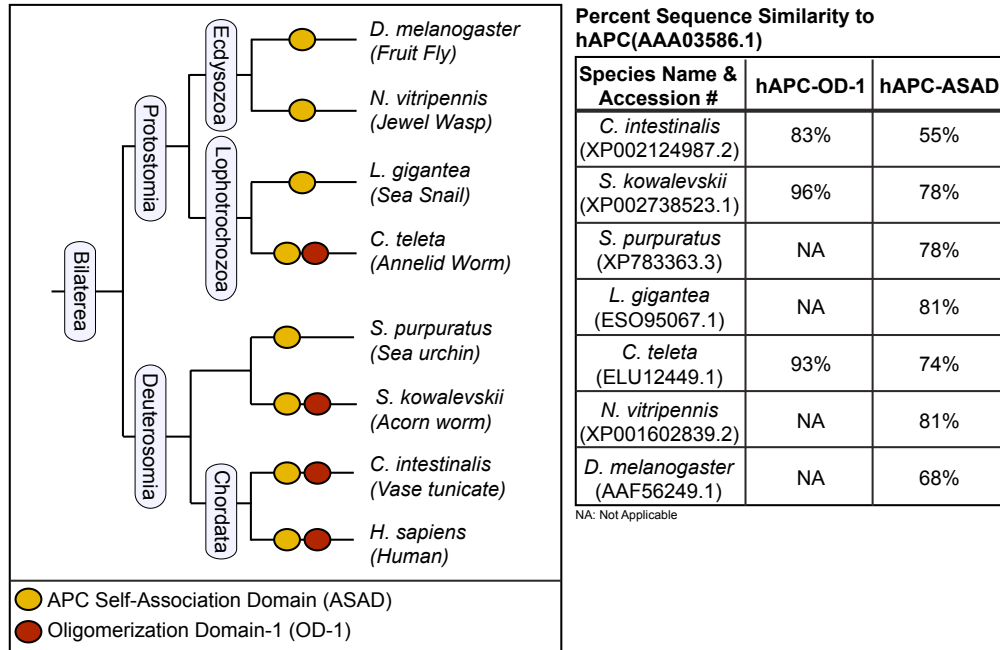 Bilaterea
Protostomia
Deuterosomia
Ecdysozoa
Lophotrochozoa
Chordata
D. melanogaster
(Fruit Fly)
N. vitripennis
(Jewel Wasp)
L. gigantea
(Sea Snail)
C. teleta
(Annelid Worm)
S. purpuratus
(Sea urchin)
S. kowalevskii
(Acorn worm)
C. intestinalis
(Vase tunicate)
H. sapiens
(Human)
APC Self-Association Domain (ASAD)
Oligomerization Domain-1 (OD-1)
Percent Sequence Similarity to
hAPC(AAA03586.1)
Species Name & hAPC-OD-1 hAPC-ASAD
Accession #
C. intestinalis
(XP002124987.2) 83% 55%
S. kowalevskii
(XP002738523.1) 96% 78%
S. purpuratus
(XP783363.3) NA 78%
L. gigantea
(ESO95067.1) NA 81%
C. teleta
(ELU12449.1) 93% 74%
N. vitripennis
(XP001602839.2) NA 81%
D. melanogaster
(AAF56249.1) NA 68%
NA: Not Applicable